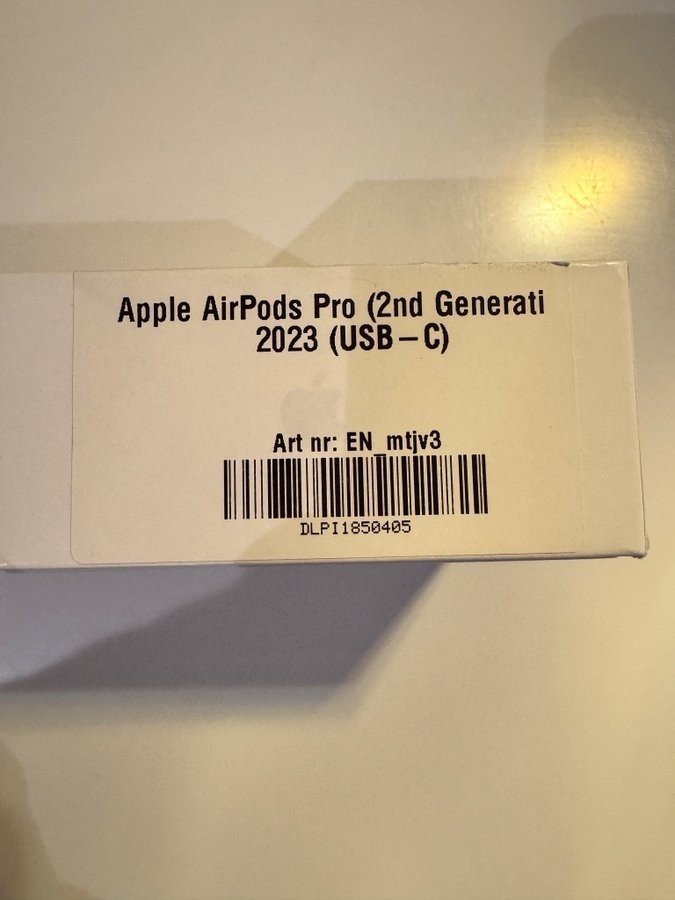 Apple AirPods Pro (2nd Generati
2023 (USB-C)
Art nr: EN_mtjv3
DLPI1850405